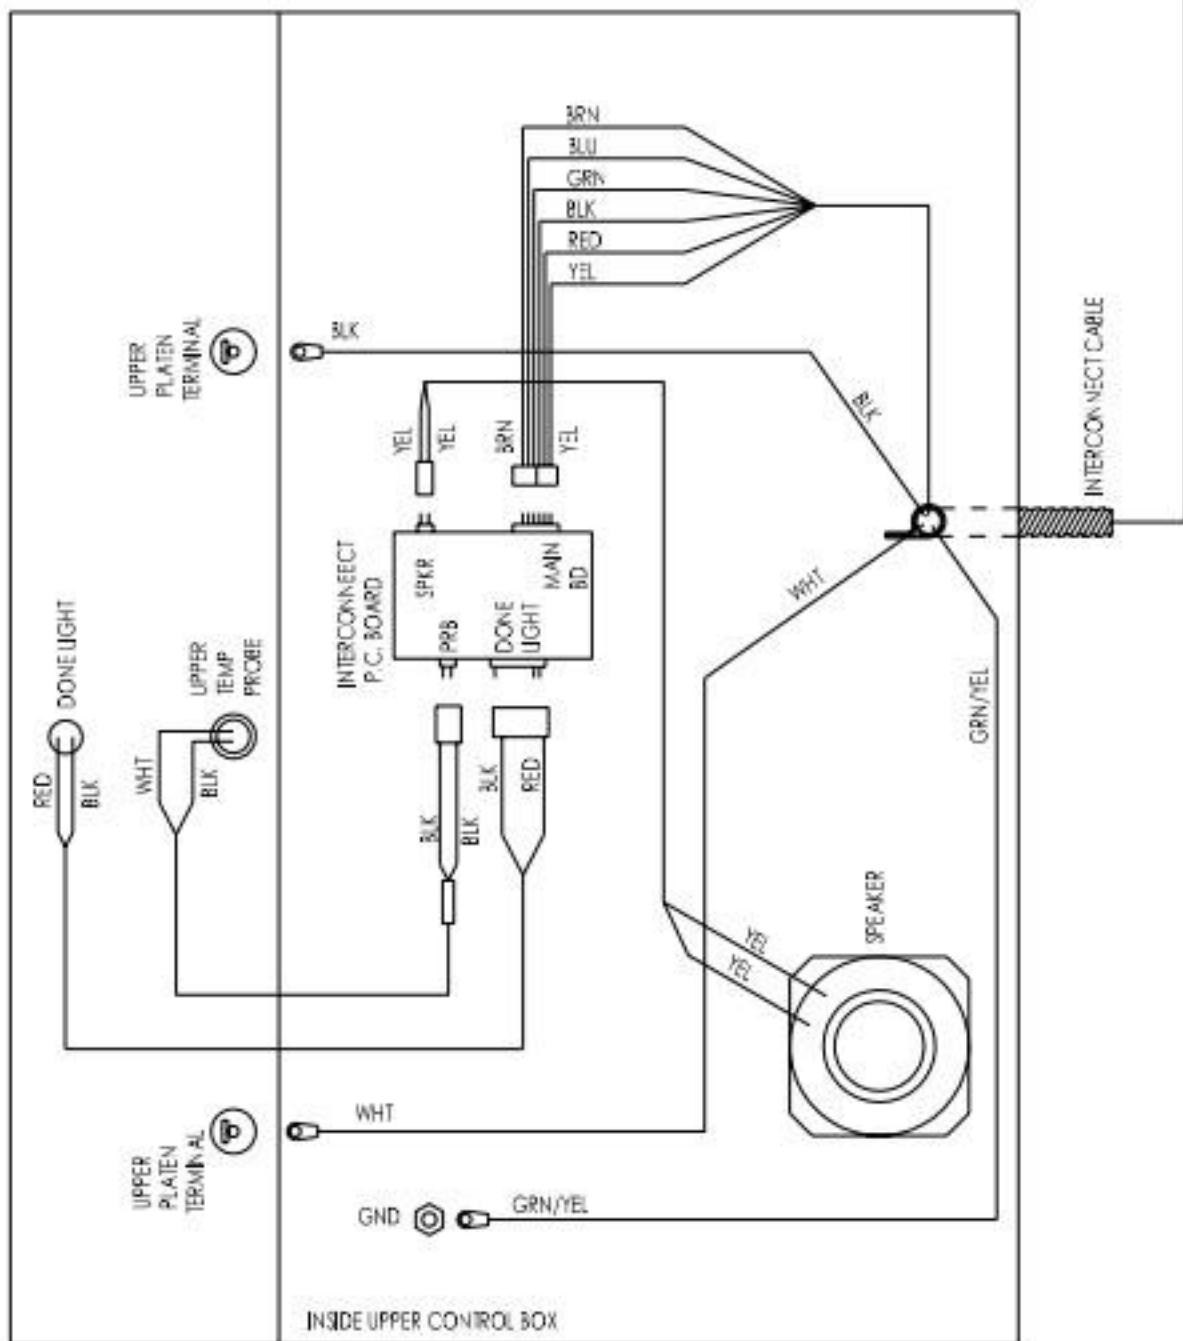 BRN
BLU
GRN
BLK
RED
YEL
BLK
UPPER
PLATEN
TERMINAL
INTERCONNECT CABLE
BLK
YEL
YEL
BRN
YEL
WHT
GRN/YEL
SPKR
MAIN
BD
PRB
DONE
LIGHT
INTERCONNEECT
P.C. BOARD
DONE LIGHT
UPPER
TEMP
PROBE
RED
BLK
WHT
BLK
BLK
BLK
BLK
RED
SPEAKER
YEL
YEL
WHT
UPPER
PLATEN
TERMINAL
GND
GRN/YEL
INSIDE UPPER CONTROL BOX